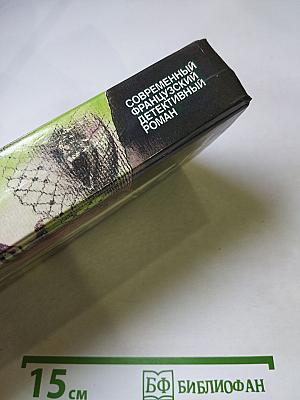 СОВРЕМЕННЫЙ
ФРАНЦУЗСКИЙ
ДЕТЕКТИВНЫЙ
РОМАН
15 см
БФ БИБЛИОФАН